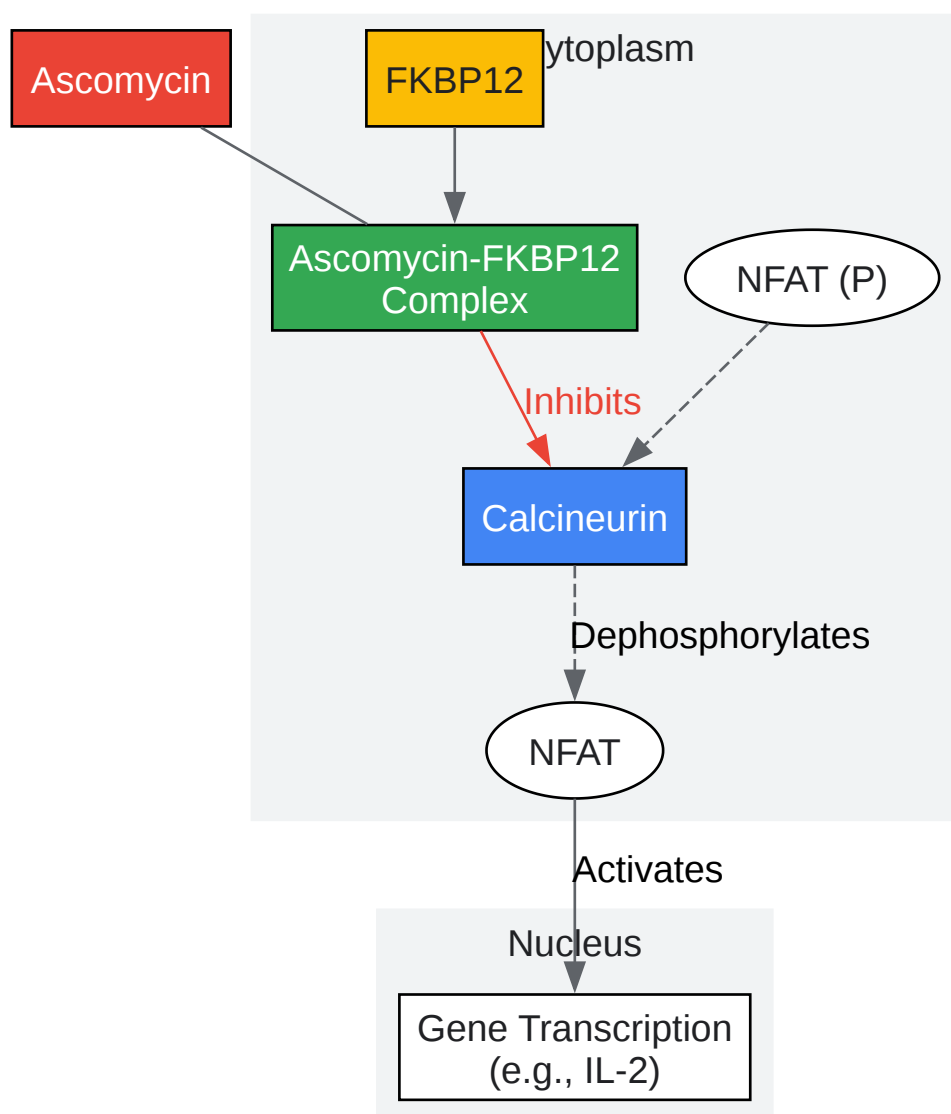 Ascomycin
FKBP12
ytoplasm
Ascomycin-FKBP12
Complex
NFAT (P)
Inhibits
Calcineurin
Dephosphorylates
NFAT
Activates
Nucleus
Gene Transcription
(e.g., IL-2)